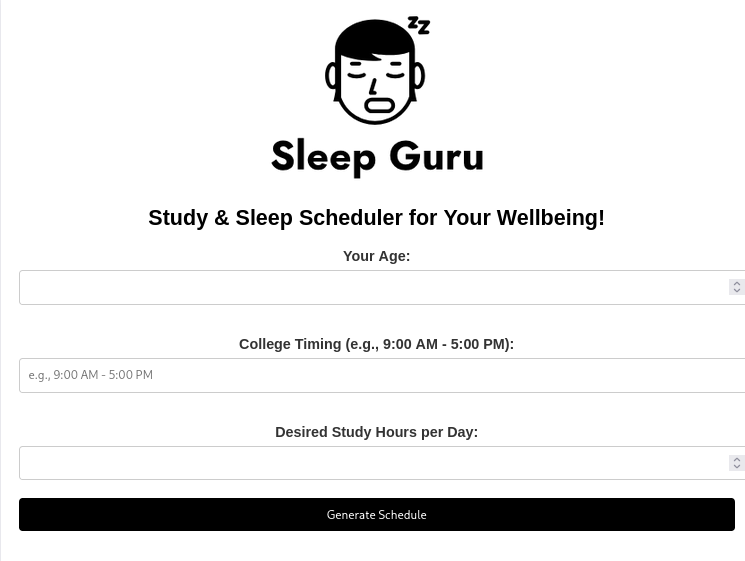 zz
Sleep Guru
Study & Sleep Scheduler for Your Wellbeing!
Your Age:
College Timing (e.g., 9:00 AM - 5:00 PM):
e.g., 9:00 AM - 5:00 PM
Desired Study Hours per Day:
Generate Schedule